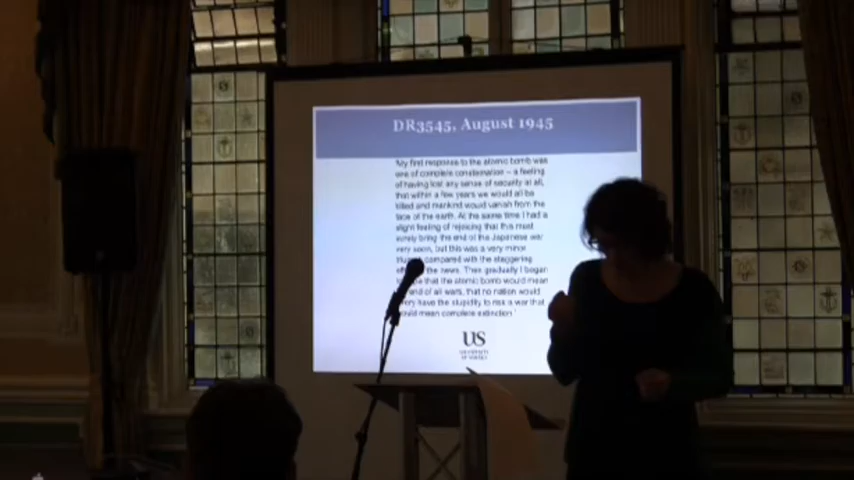 DR3545, August 1945
'My first response to the atomic bomb was
one of complete consternation – a feeling
of having lost any sense of security at all,
that within a few years we would all be
killed and mankind would vanish from the
face of the earth. At the same time I had a
slight feeling of rejoicing that this must
surely bring the end of the Japanese war
very soon, but this was a very minor
compared with the staggering
of the news. Then gradually I began
that the atomic bomb would mean
end of all wars, that no nation would
have the stupidity to risk a war that
would mean complete extinction.'
US
UNIVERSITY
OF SUSSEX